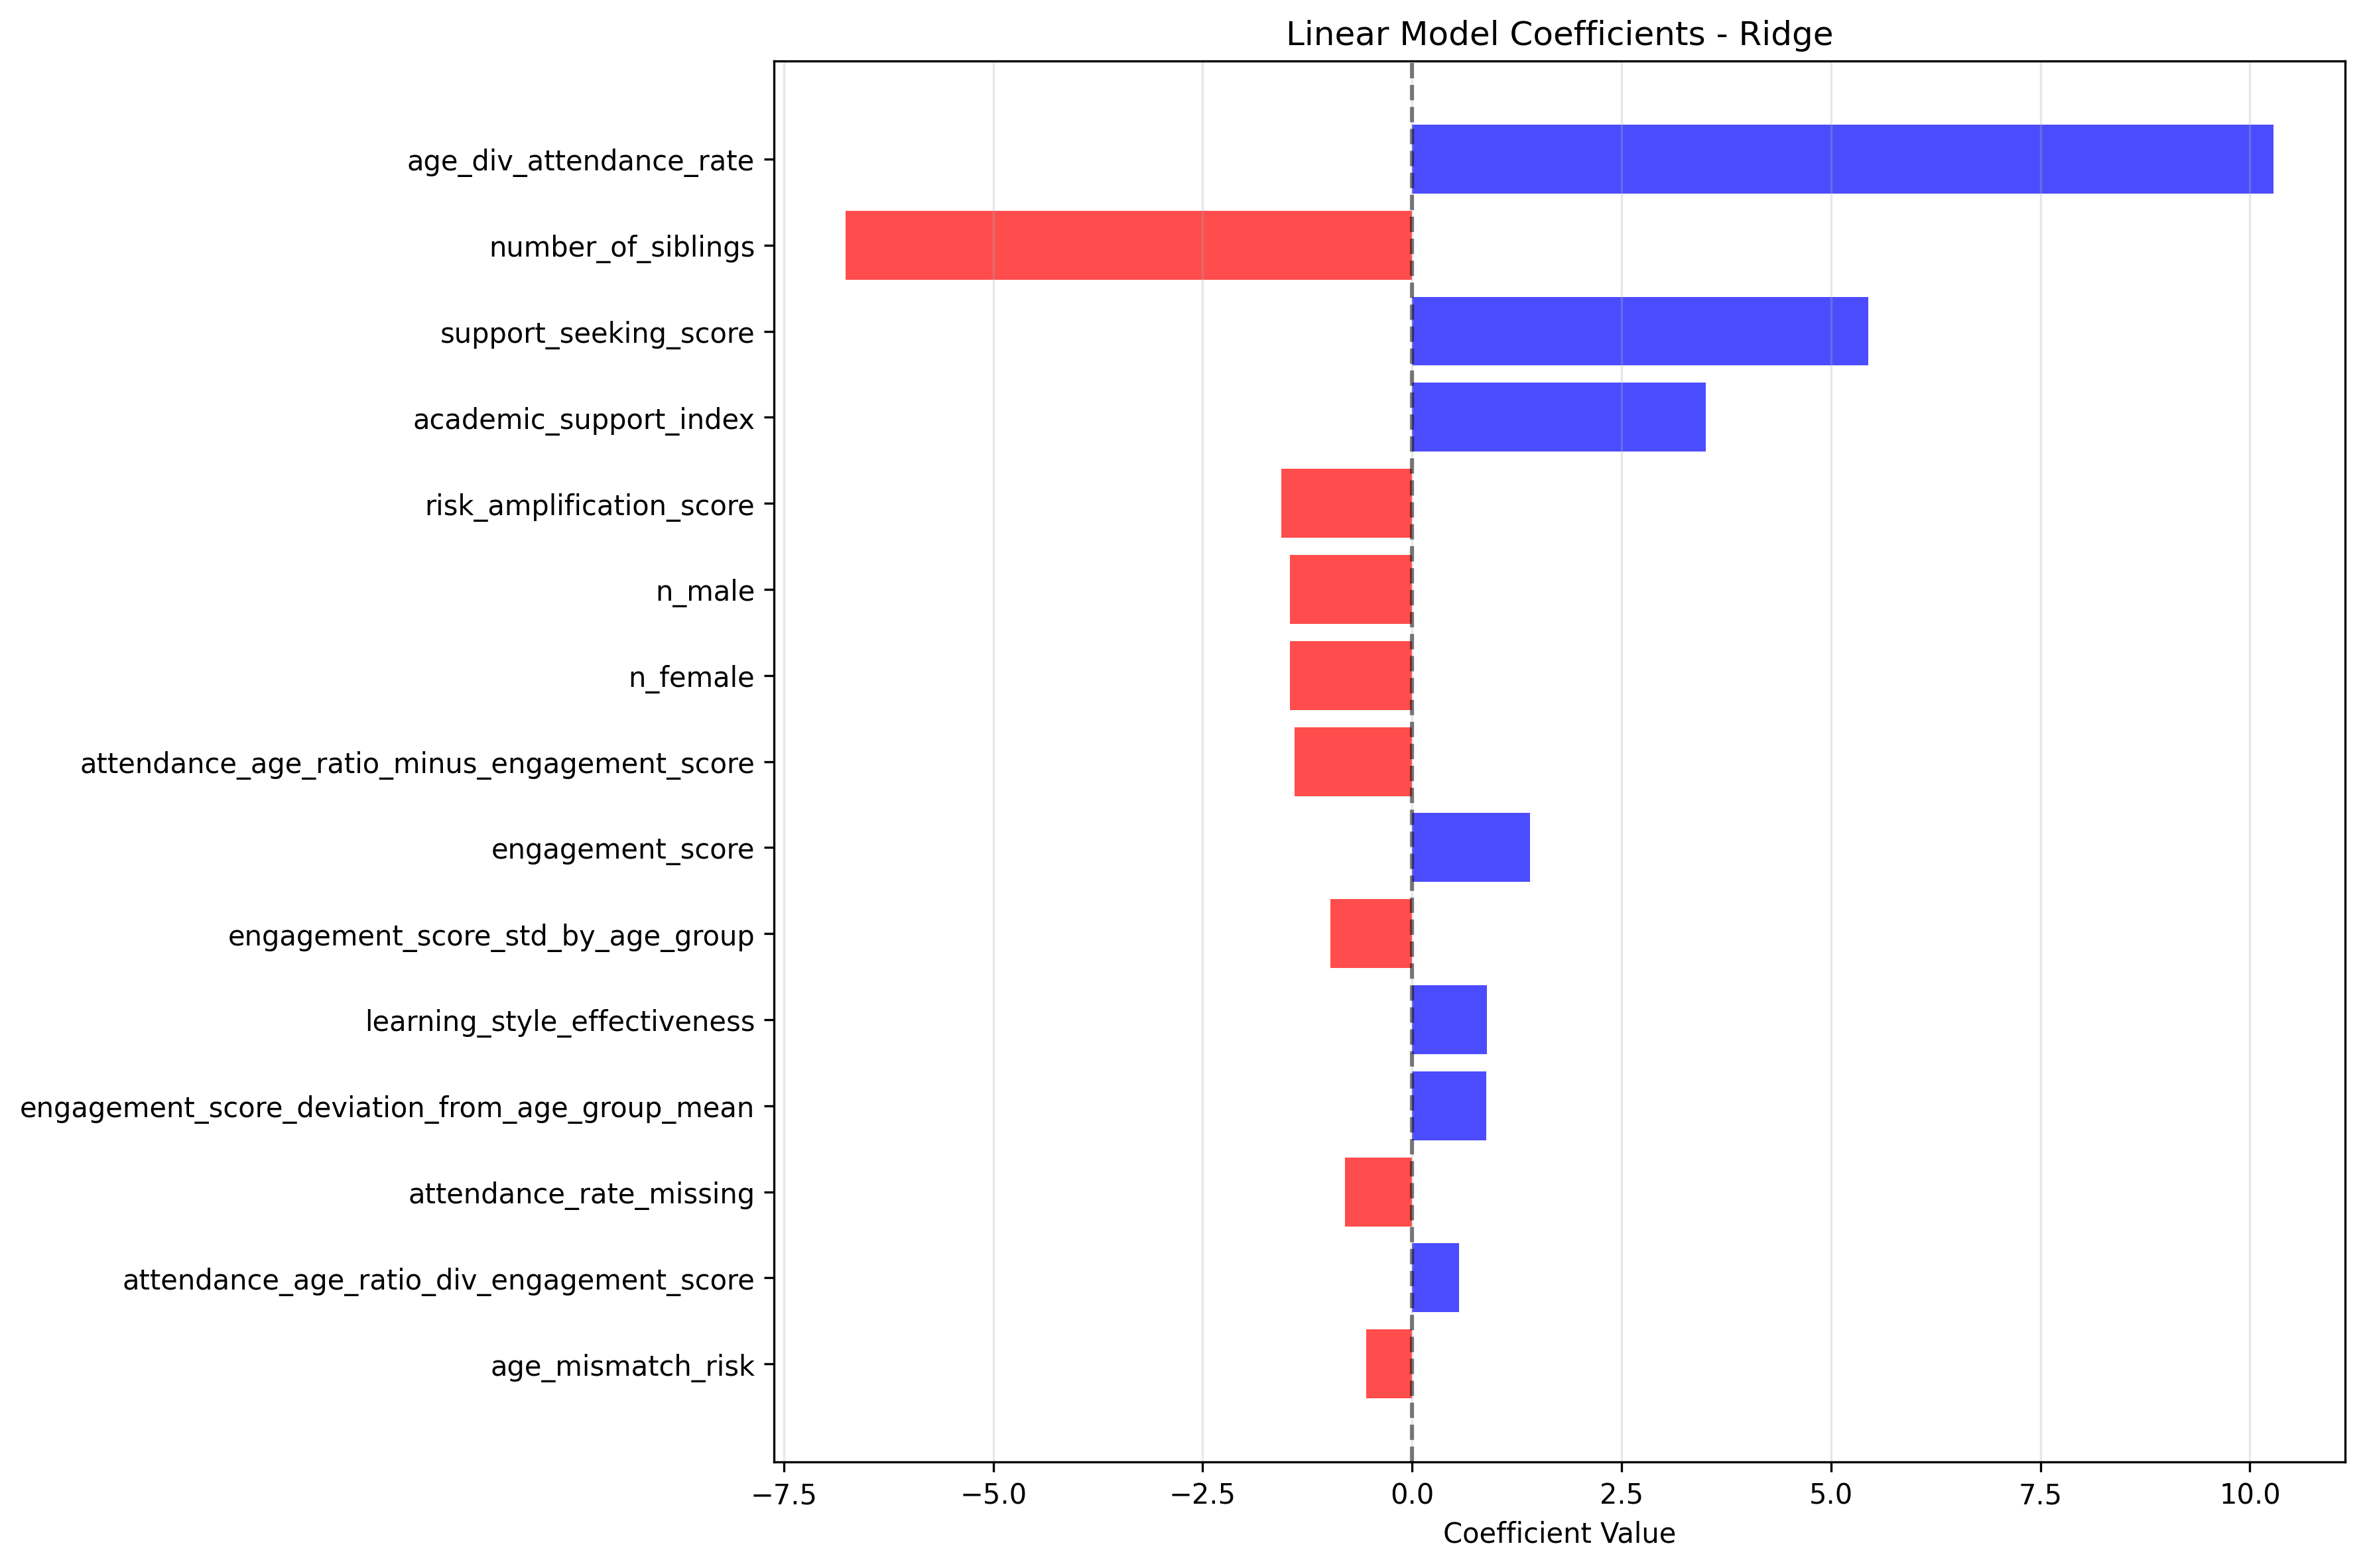 Linear Model Coefficients - Ridge
age_div_attendance_rate
number_of_siblings
support_seeking_score
academic_support_index
risk_amplification_score
n_male
n_female
attendance_age_ratio_minus_engagement_score
engagement_score
engagement_score_std_by_age_group
learning_style_effectiveness
engagement_score_deviation_from_age_group_mean
attendance_rate_missing
attendance_age_ratio_div_engagement_score
age_mismatch_risk
−7.5 −5.0 −2.5 0.0 2.5 5.0 7.5 10.0
Coefficient Value